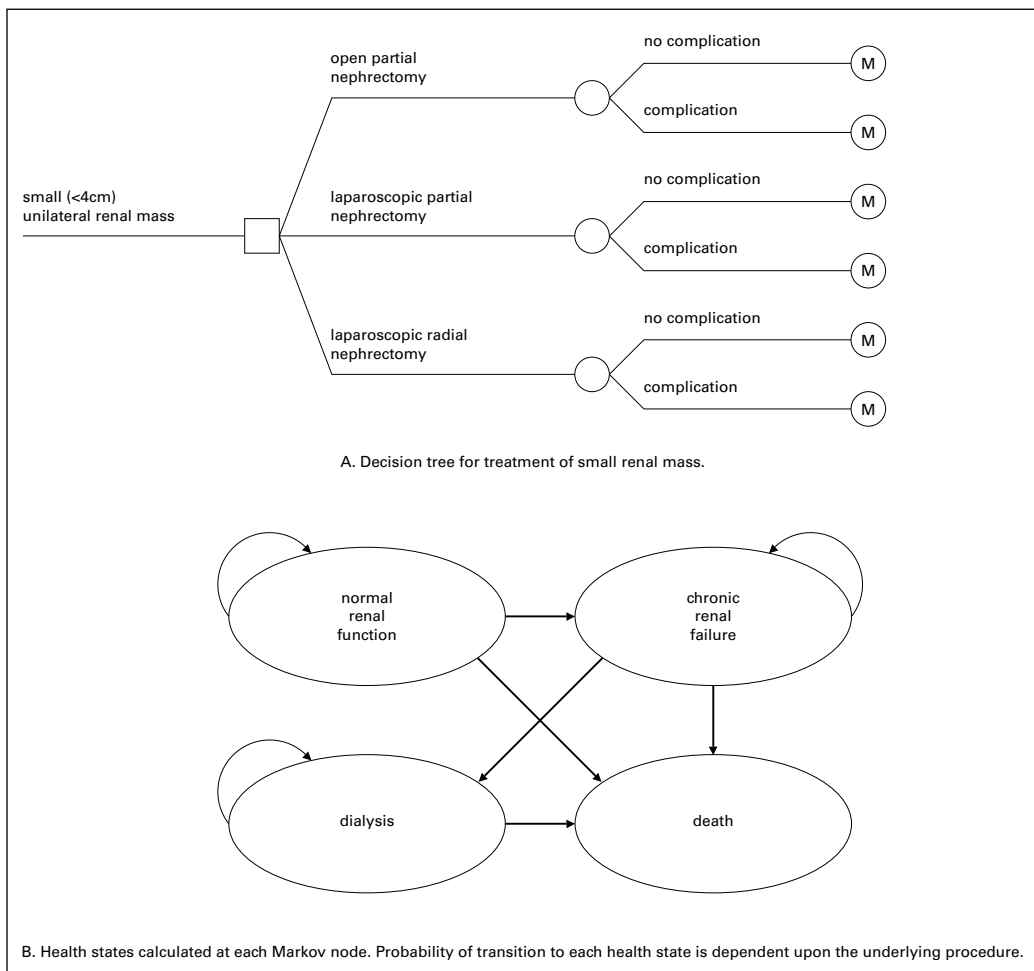 open partial
nephrectomy
no complication
M
complication
M
small (<4cm)
unilateral renal mass
laparoscopic partial
nephrectomy
no complication
M
complication
M
laparoscopic radial
nephrectomy
no complication
M
complication
M
A. Decision tree for treatment of small renal mass.
normal
renal
function
chronic
renal
failure
dialysis
death
B. Health states calculated at each Markov node. Probability of transition to each health state is dependent upon the underlying procedure.